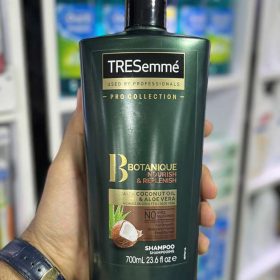 TRESemmé
USED BY PROFESSIONALS
PRO COLLECTION
B
BOTANIQUE
NOURISH
& REPLENISH
COCONUT OIL
& ALOE VERA
NO
SHAMPOO
SHAMPOOING
700mL 23.6 fl oz